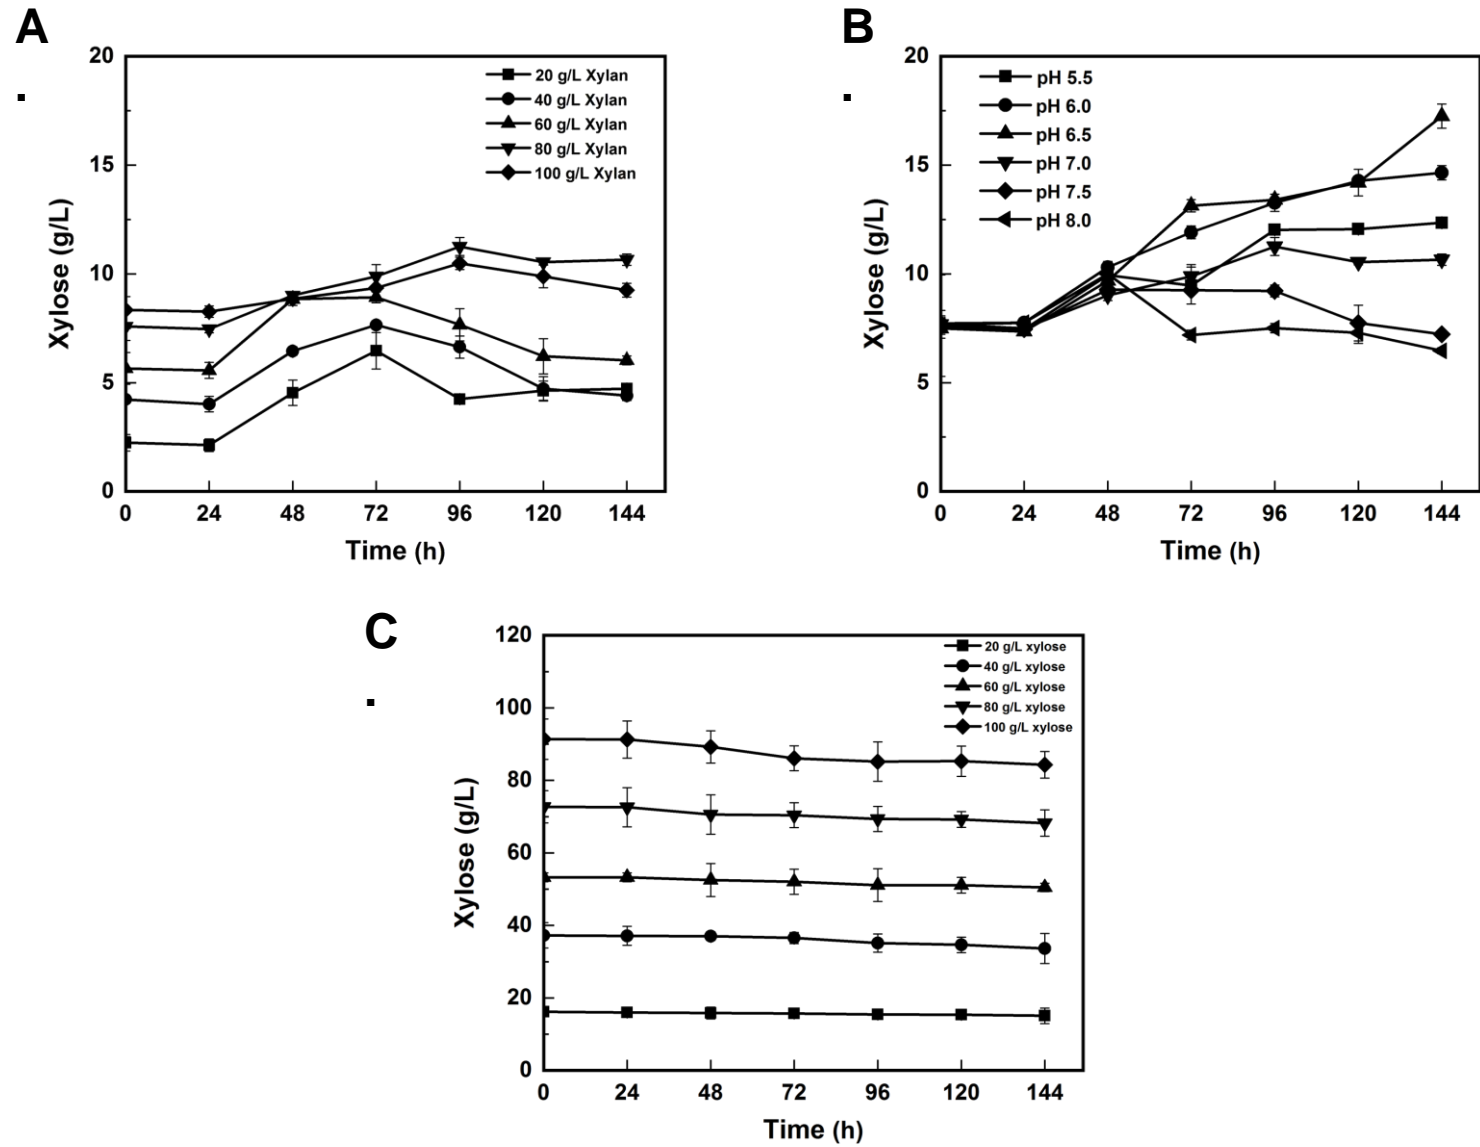 A
.
20
15
10
5
0
Xylose (g/L)
20 g/L Xylan
40 g/L Xylan
60 g/L Xylan
80 g/L Xylan
100 g/L Xylan
0 24 48 72 96 120 144
Time (h)
B
.
20
15
10
5
0
Xylose (g/L)
pH 5.5
pH 6.0
pH 6.5
pH 7.0
pH 7.5
pH 8.0
0 24 48 72 96 120 144
Time (h)
C
.
120
100
80
60
40
20
0
Xylose (g/L)
20 g/L xylose
40 g/L xylose
60 g/L xylose
80 g/L xylose
100 g/L xylose
0 24 48 72 96 120 144
Time (h)